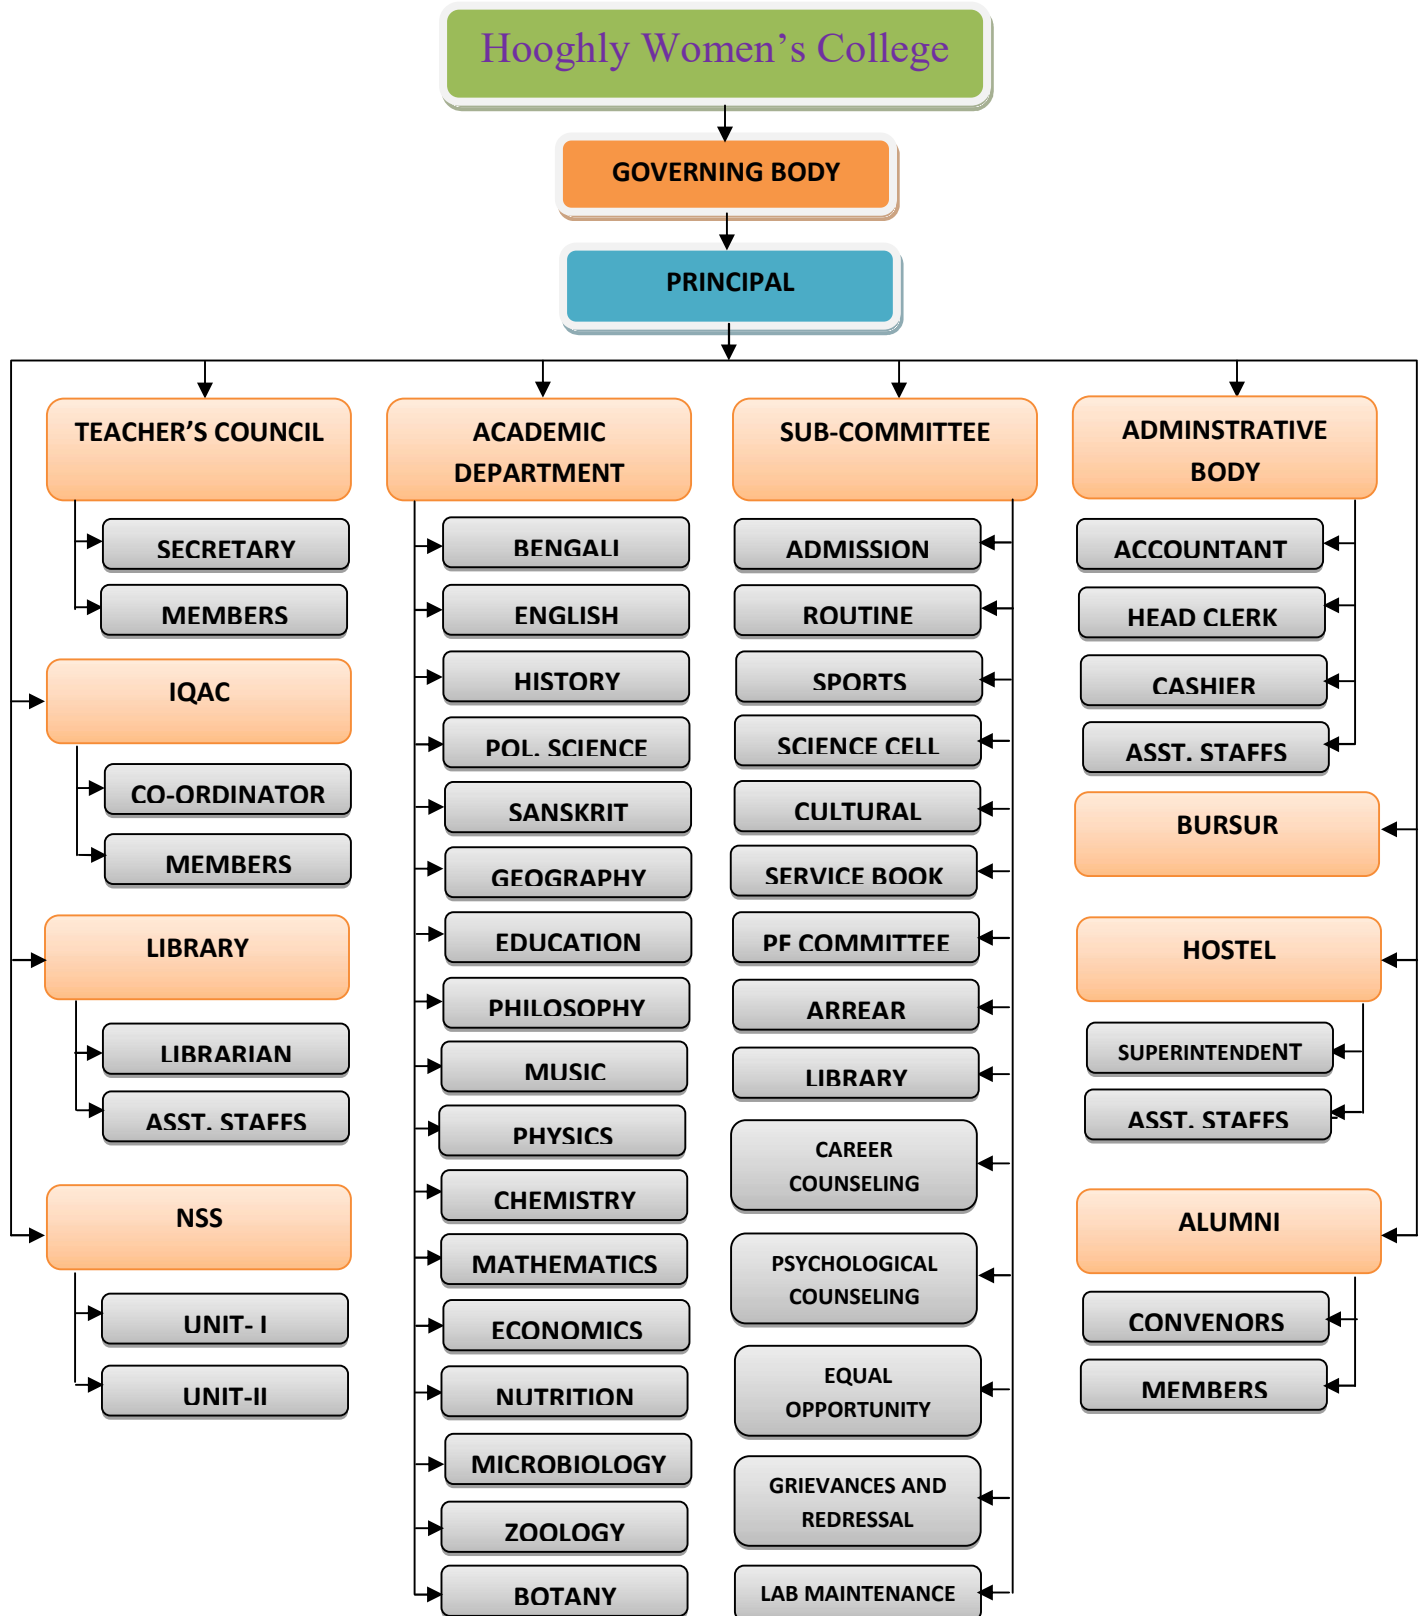 Hooghly Women's College
GOVERNING BODY
PRINCIPAL
TEACHER'S COUNCIL
SECRETARY
MEMBERS
IQAC
CO-ORDINATOR
MEMBERS
LIBRARY
LIBRARIAN
ASST. STAFFS
NSS
UNIT- I
UNIT-II
ACADEMIC
DEPARTMENT
BENGALI
ENGLISH
HISTORY
POL. SCIENCE
SANSKRIT
GEOGRAPHY
EDUCATION
PHILOSOPHY
MUSIC
PHYSICS
CHEMISTRY
MATHEMATICS
ECONOMICS
NUTRITION
MICROBIOLOGY
ZOOLOGY
BOTANY
SUB-COMMITTEE
ADMISSION
ROUTINE
SPORTS
SCIENCE CELL
CULTURAL
SERVICE BOOK
PF COMMITTEE
ARREAR
LIBRARY
CAREER
COUNSELING
PSYCHOLOGICAL
COUNSELING
EQUAL
OPPORTUNITY
GRIEVANCES AND
REDRESSAL
LAB MAINTENANCE
ADMINSTRATIVE
BODY
ACCOUNTANT
HEAD CLERK
CASHIER
ASST. STAFFS
BURSUR
HOSTEL
SUPERINTENDENT
ASST. STAFFS
ALUMNI
CONVENORS
MEMBERS